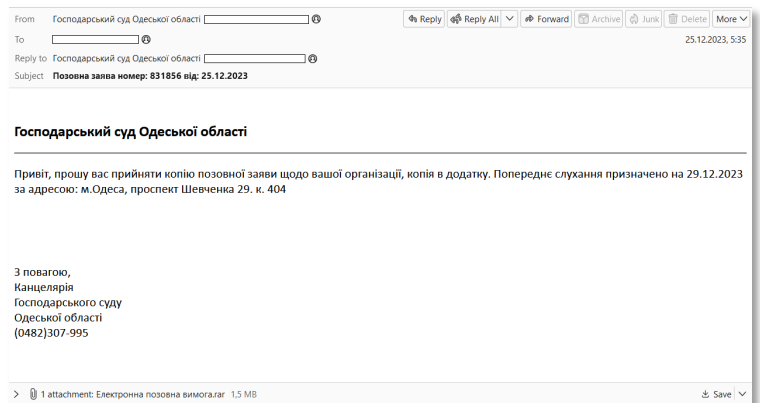 From Господарський суд Одеської області Reply Reply All Forward Archive Junk Delete More
To 25.12.2023, 5:35
Reply to Господарський суд Одеської області
Subject Позовна заява номер: 831856 від: 25.12.2023
Господарський суд Одеської області
Привіт, прошу вас прийняти копію позовної заяви щодо вашої організації, копія в додатку. Попереднє слухання призначено на 29.12.2023
за адресою: м.Одеса, проспект Шевченка 29. к. 404
З повагою,
Канцелярія
Господарського суду
Одеської області
(0482)307-995
1 attachment: Електронна позовна вимога.rar 1,5 MB Save